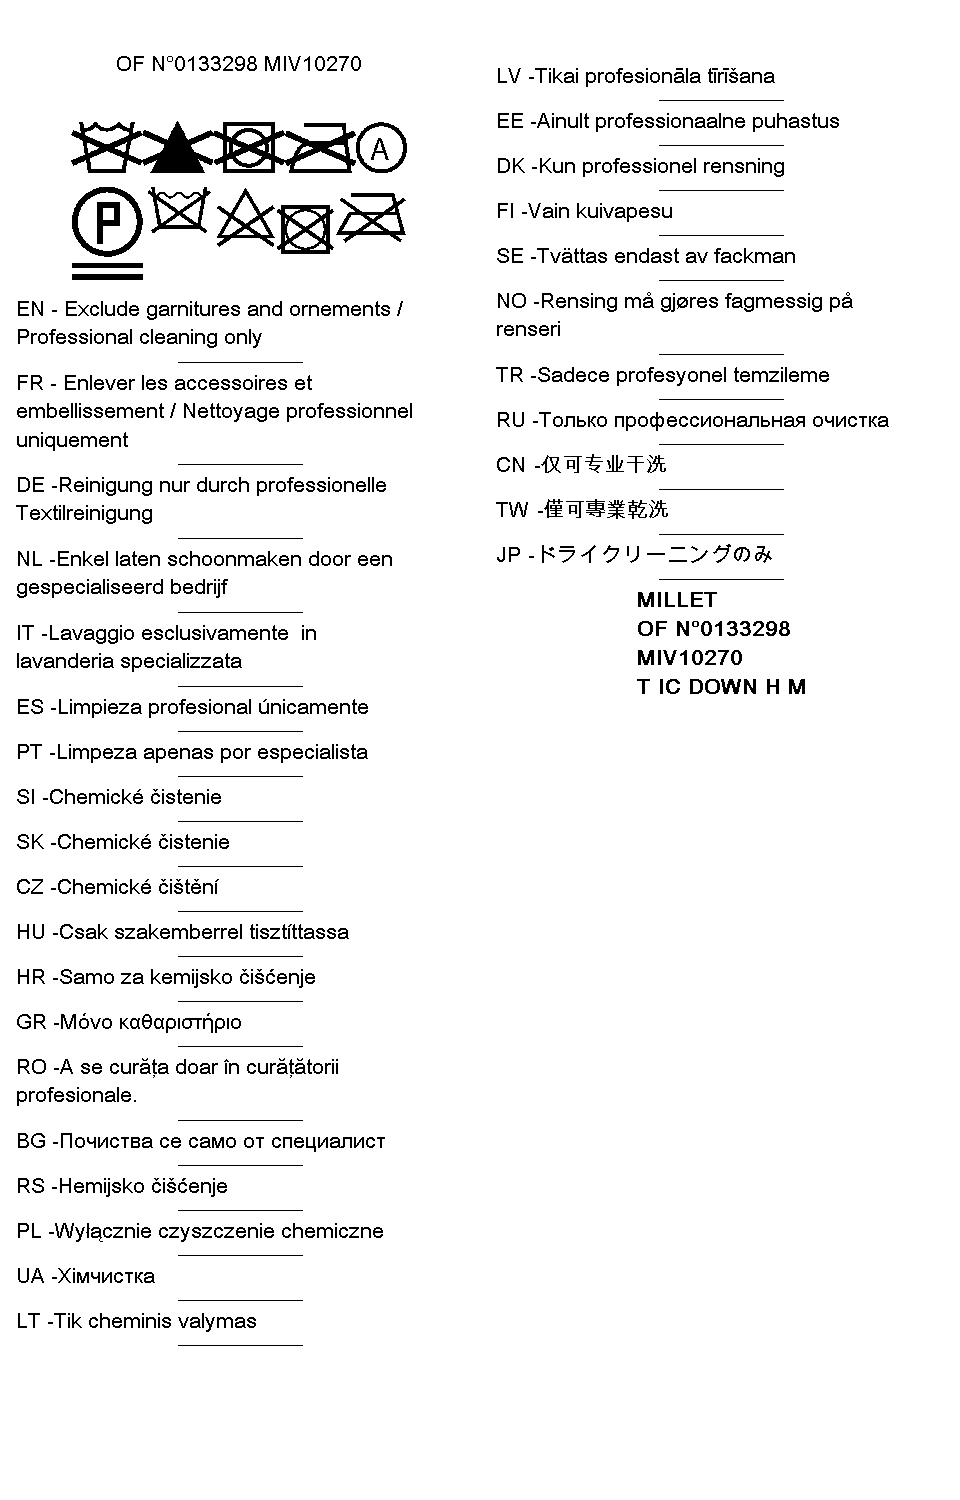 OF N°0133298 MIV10270
A
P
EN - Exclude garnitures and ornements /
Professional cleaning only
FR - Enlever les accessoires et
embellissement / Nettoyage professionnel
uniquement
DE -Reinigung nur durch professionelle
Textilreinigung
NL -Enkel laten schoonmaken door een
gespecialiseerd bedrijf
IT -Lavaggio esclusivamente  in
lavanderia specializzata
ES -Limpieza profesional únicamente
PT -Limpeza apenas por especialista
SI -Chemické čistenie
SK -Chemické čistenie
CZ -Chemické čištění
HU -Csak szakemberrel tisztíttassa
HR -Samo za kemijsko čišćenje
GR -Μόνο καθαριστήριο
RO -A se curăța doar în curățătorii
profesionale.
BG -Почиства се само от специалист
RS -Hemijsko čišćenje
PL -Wyłącznie czyszczenie chemiczne
UA -Хімчистка
LT -Tik cheminis valymas
LV -Tikai profesionāla tīrīšana
EE -Ainult professionaalne puhastus
DK -Kun professionel rensning
FI -Vain kuivapesu
SE -Tvättas endast av fackman
NO -Rensing må gjøres fagmessig på
renseri
TR -Sadece profesyonel temzileme
RU -Только профессиональная очистка
CN -仅可专业干洗
TW -僅可專業乾洗
JP -ドライクリーニングのみ
MILLET
OF N°0133298
MIV10270
T IC DOWN H M